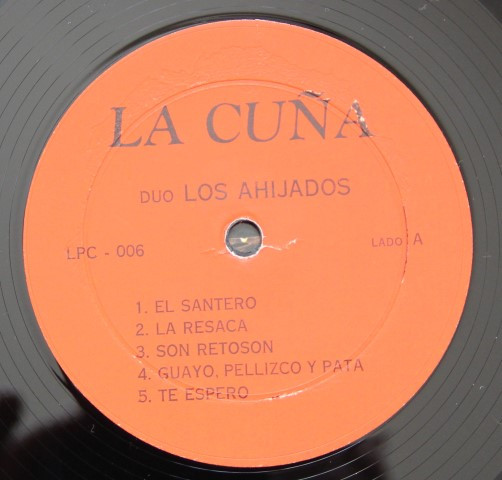 LA CUÑA
DUO LOS AHIJADOS
LPC - 006
LADO A
1. EL SANTERO
2. LA RESACA
3. SON RETOSON
4. GUAYO, PELLIZCO Y PATA
5. TE ESPERO